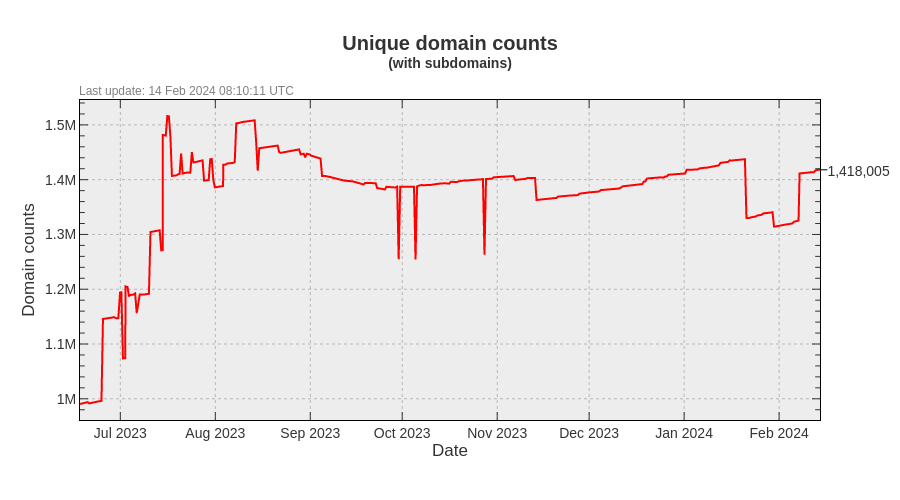 Unique domain counts
(with subdomains)
Last update: 14 Feb 2024 08:10:11 UTC
1.5M
1.4M
1.3M
1.2M
1.1M
1M
Domain counts
1,418,005
Jul 2023 Aug 2023 Sep 2023 Oct 2023 Nov 2023 Dec 2023 Jan 2024 Feb 2024
Date